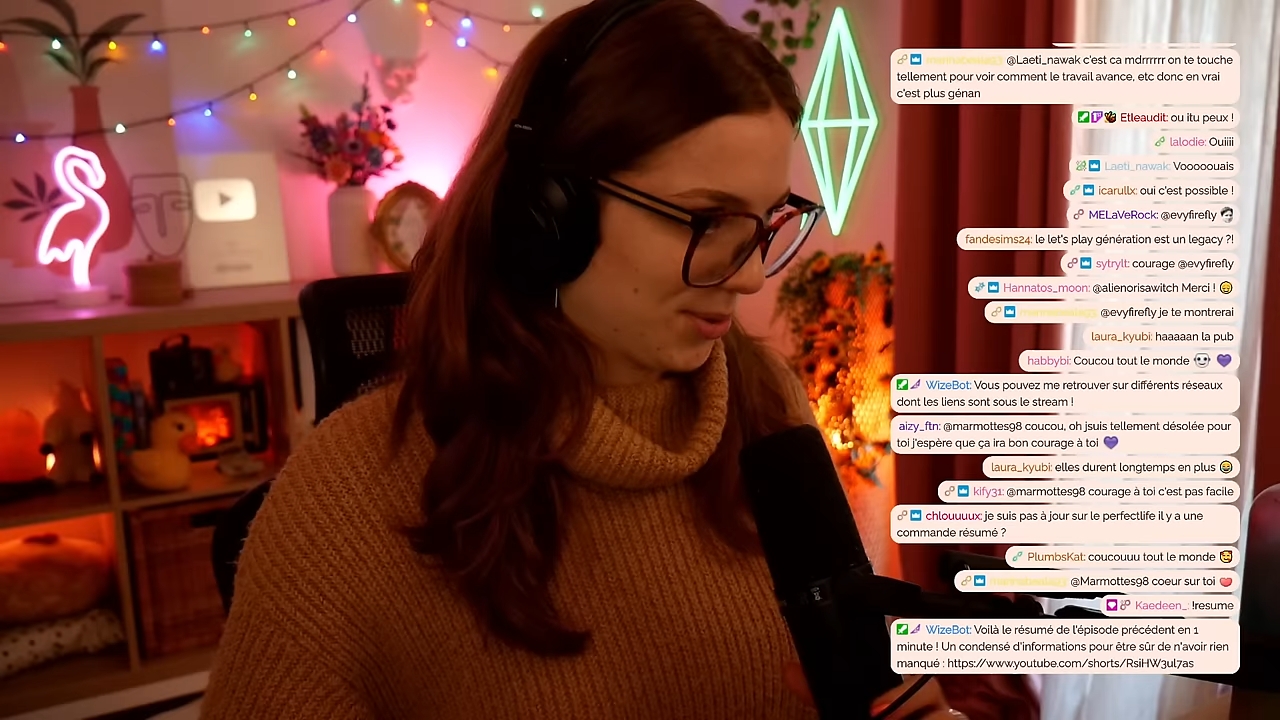 @Laeti_nawak c'est ca mdrrrrr on te touche
tellement pour voir comment le travail avance, etc donc en vrai
c'est plus génan
Etleaudit: ou itu peux !
lalodie: Ouiiii
Laeti_nawak: Vooooouais
icarullx: oui c'est possible !
MELaVeRock: @evyfirefly
fandesims24: le let's play génération est un legacy ?!
sytrylt: courage @evyfirefly
Hannatos_moon: @alienorisawitch Merci ! 😄
@evyfirefly je te montrerai
laura_kyubi: haaaaan la pub
habbybi: Coucou tout le monde 💜
WizeBot: Vous pouvez me retrouver sur différents réseaux
dont les liens sont sous le stream !
aizy_ftn: @marmottes98 coucou, oh jsuis tellement désolée pour
toi j'espère que ça ira bon courage à toi 💜
laura_kyubi: elles durent longtemps en plus 😅
kify31: @marmottes98 courage à toi c'est pas facile
chlouuuux: je suis pas à jour sur le perfectlife il y a une
commande résumé ?
PlumbsKat: coucouuu tout le monde 🥰
@Marmottes98 coeur sur toi ❤️
Kaedeen_: !resume
WizeBot: Voilà le résumé de l'épisode précédent en 1
minute ! Un condensé d'informations pour être sûr de n'avoir rien
manqué : https://www.youtube.com/shorts/RsiHW3ul7as